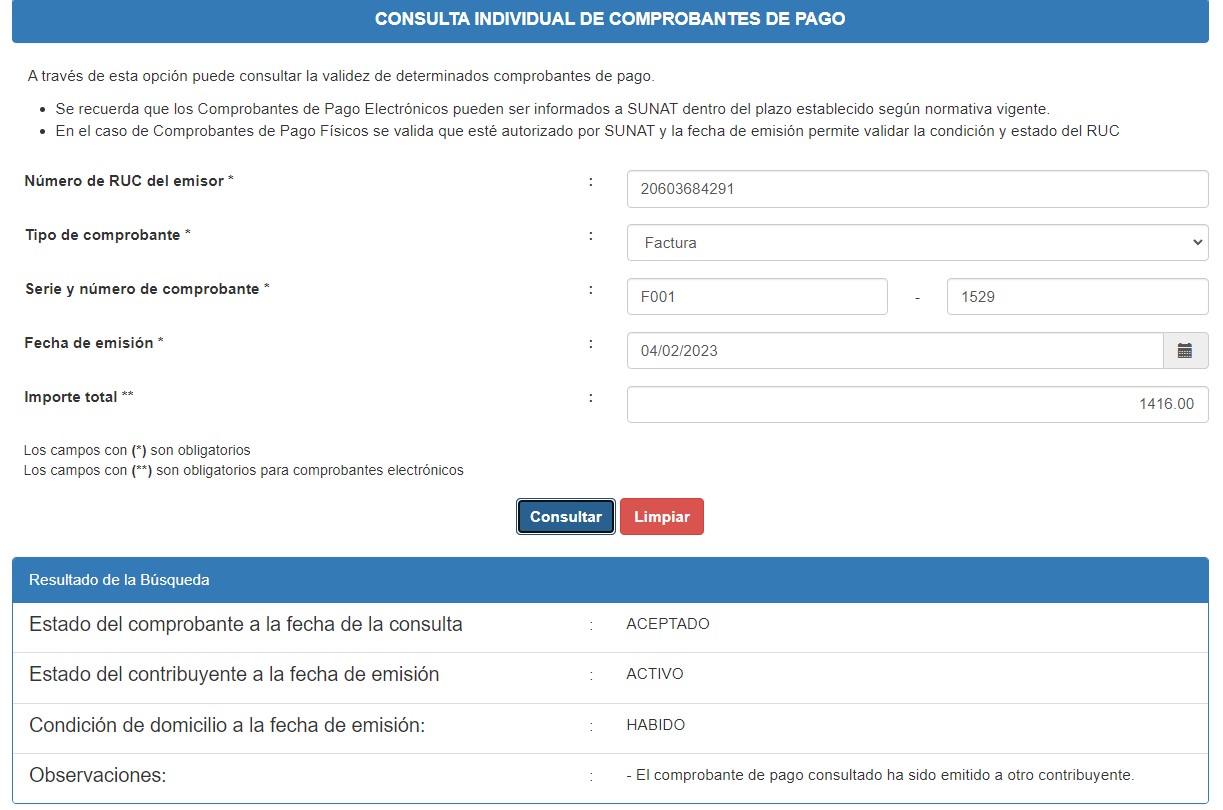 CONSULTA INDIVIDUAL DE COMPROBANTES DE PAGO
A través de esta opción puede consultar la validez de determinados comprobantes de pago.
• Se recuerda que los Comprobantes de Pago Electrónicos pueden ser informados a SUNAT dentro del plazo establecido según normativa vigente.
• En el caso de Comprobantes de Pago Físicos se valida que esté autorizado por SUNAT y la fecha de emisión permite validar la condición y estado del RUC
Número de RUC del emisor * : 20603684291
Tipo de comprobante * : Factura
Serie y número de comprobante * : F001 - 1529
Fecha de emisión * : 04/02/2023
Importe total ** : 1416.00
Los campos con (*) son obligatorios
Los campos con (**) son obligatorios para comprobantes electrónicos
Consultar Limpiar
Resultado de la Búsqueda
Estado del comprobante a la fecha de la consulta : ACEPTADO
Estado del contribuyente a la fecha de emisión : ACTIVO
Condición de domicilio a la fecha de emisión: : HABIDO
Observaciones: : - El comprobante de pago consultado ha sido emitido a otro contribuyente.